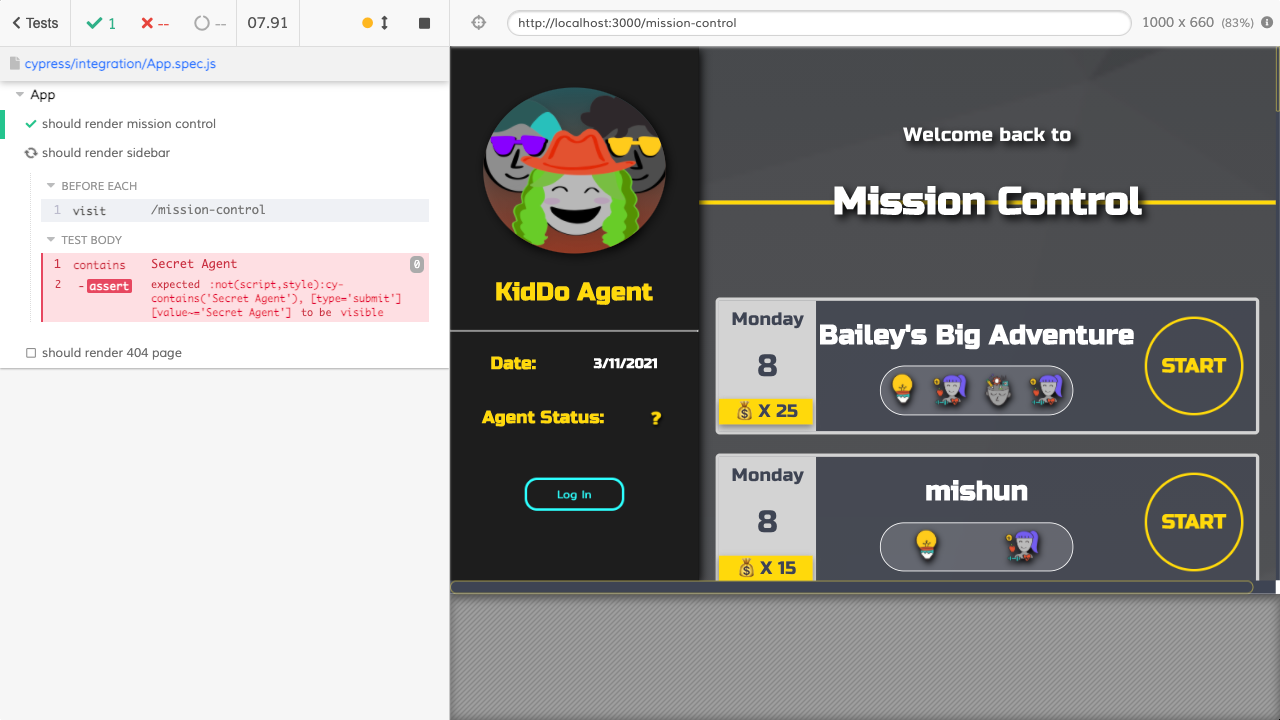 Tests
1
--
--
07.91
http://localhost:3000/mission-control
1000 x 660 (83%)
cypress/integration/App.spec.js
App
should render mission control
should render sidebar
BEFORE EACH
1 visit /mission-control
TEST BODY
1 contains Secret Agent 0
2 -assert expected :not(script,style):cy-
contains('Secret Agent'), [type='submit']
[value~='Secret Agent'] to be visible
should render 404 page
KidDo Agent
Date: 3/11/2021
Agent Status: ?
Log In
Welcome back to
Mission Control
Monday
8
X 25
Bailey's Big Adventure
START
Monday
8
X 15
mishun
START